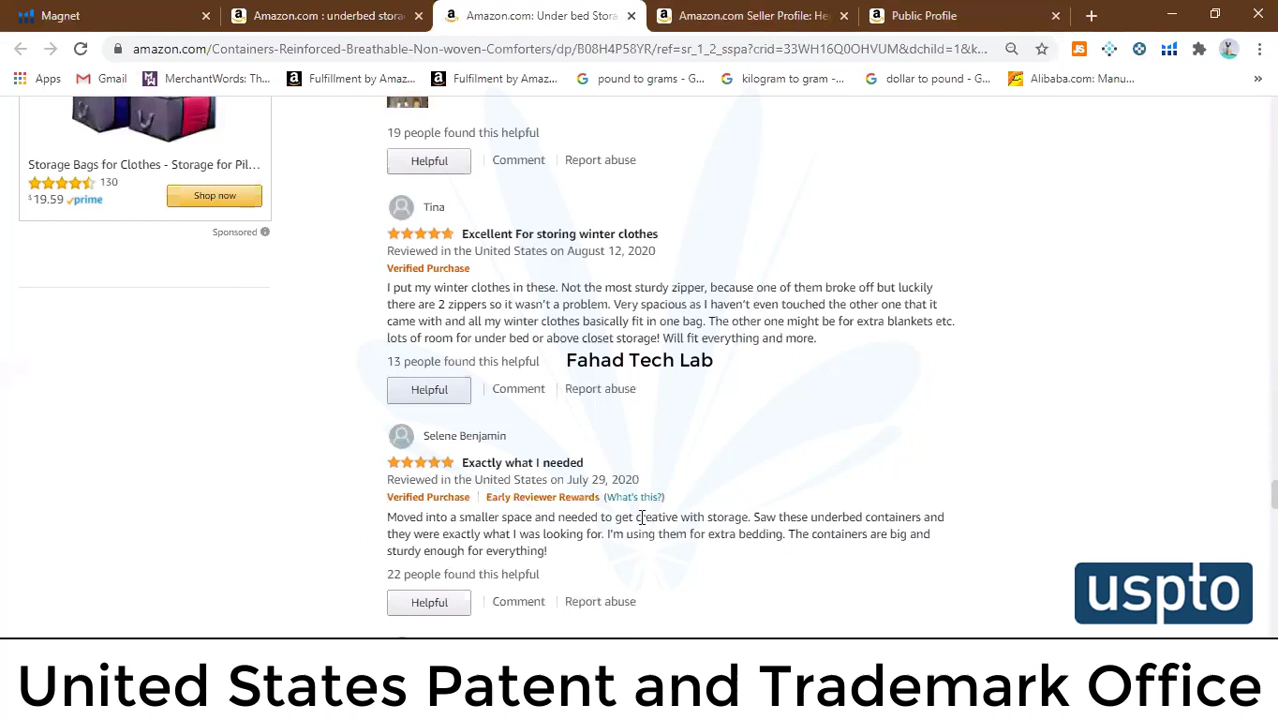 Magnet
Amazon.com : underbed stora
Amazon.com: Under bed Stora
Amazon.com Seller Profile: He
Public Profile
amazon.com/Containers-Reinforced-Breathable-Non-woven-Comforters/dp/B08H4P58YR/ref=sr_1_2_sspa?crid=33WH16Q0OHVUM&dchild=1&k...
Apps
Gmail
MerchantWords: Th...
Fulfillment by Amaz...
Fulfilment by Amaz...
pound to grams - G...
kilogram to gram -...
dollar to pound - G...
Alibaba.com: Manu...
19 people found this helpful
Helpful
Comment
Report abuse
Storage Bags for Clothes - Storage for Pil...
130
$19.59 prime
Shop now
Sponsored
Tina
Excellent For storing winter clothes
Reviewed in the United States on August 12, 2020
Verified Purchase
I put my winter clothes in these. Not the most sturdy zipper, because one of them broke off but luckily
there are 2 zippers so it wasn't a problem. Very spacious as I haven't even touched the other one that it
came with and all my winter clothes basically fit in one bag. The other one might be for extra blankets etc.
lots of room for under bed or above closet storage! Will fit everything and more.
13 people found this helpful
Fahad Tech Lab
Helpful
Comment
Report abuse
Selene Benjamin
Exactly what I needed
Reviewed in the United States on July 29, 2020
Verified Purchase
Early Reviewer Rewards (What's this?)
Moved into a smaller space and needed to get creative with storage. Saw these underbed containers and
they were exactly what I was looking for. I'm using them for extra bedding. The containers are big and
sturdy enough for everything!
22 people found this helpful
Helpful
Comment
Report abuse
uspto
United States Patent and Trademark Office